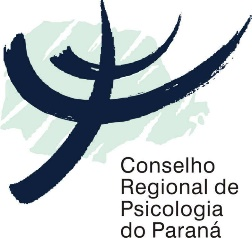 Conselho
Regional de
Psicologia
do Paraná